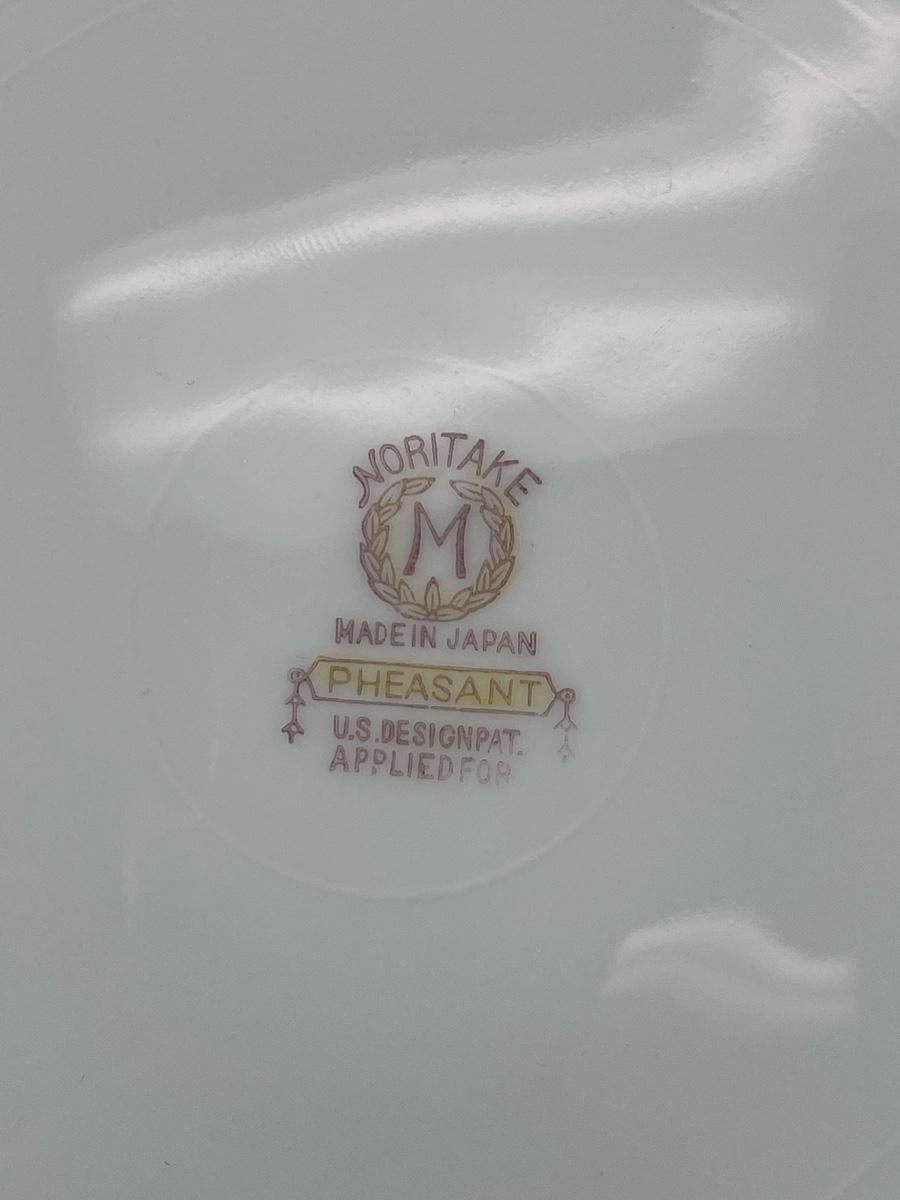 NORITAKE
M
MADE IN JAPAN
PHEASANT
U.S. DESIGN PAT.
APPLIED FOR